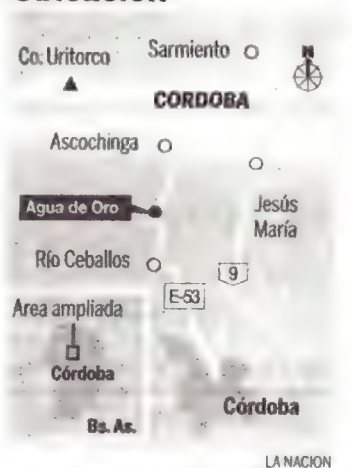 Co. Uritorco
Sarmiento
N
CORDOBA
Ascochinga
Agua de Oro
Jesús
María
Río Ceballos
9
E-53
Area ampliada
Córdoba
Bs. As.
Córdoba
LA NACION